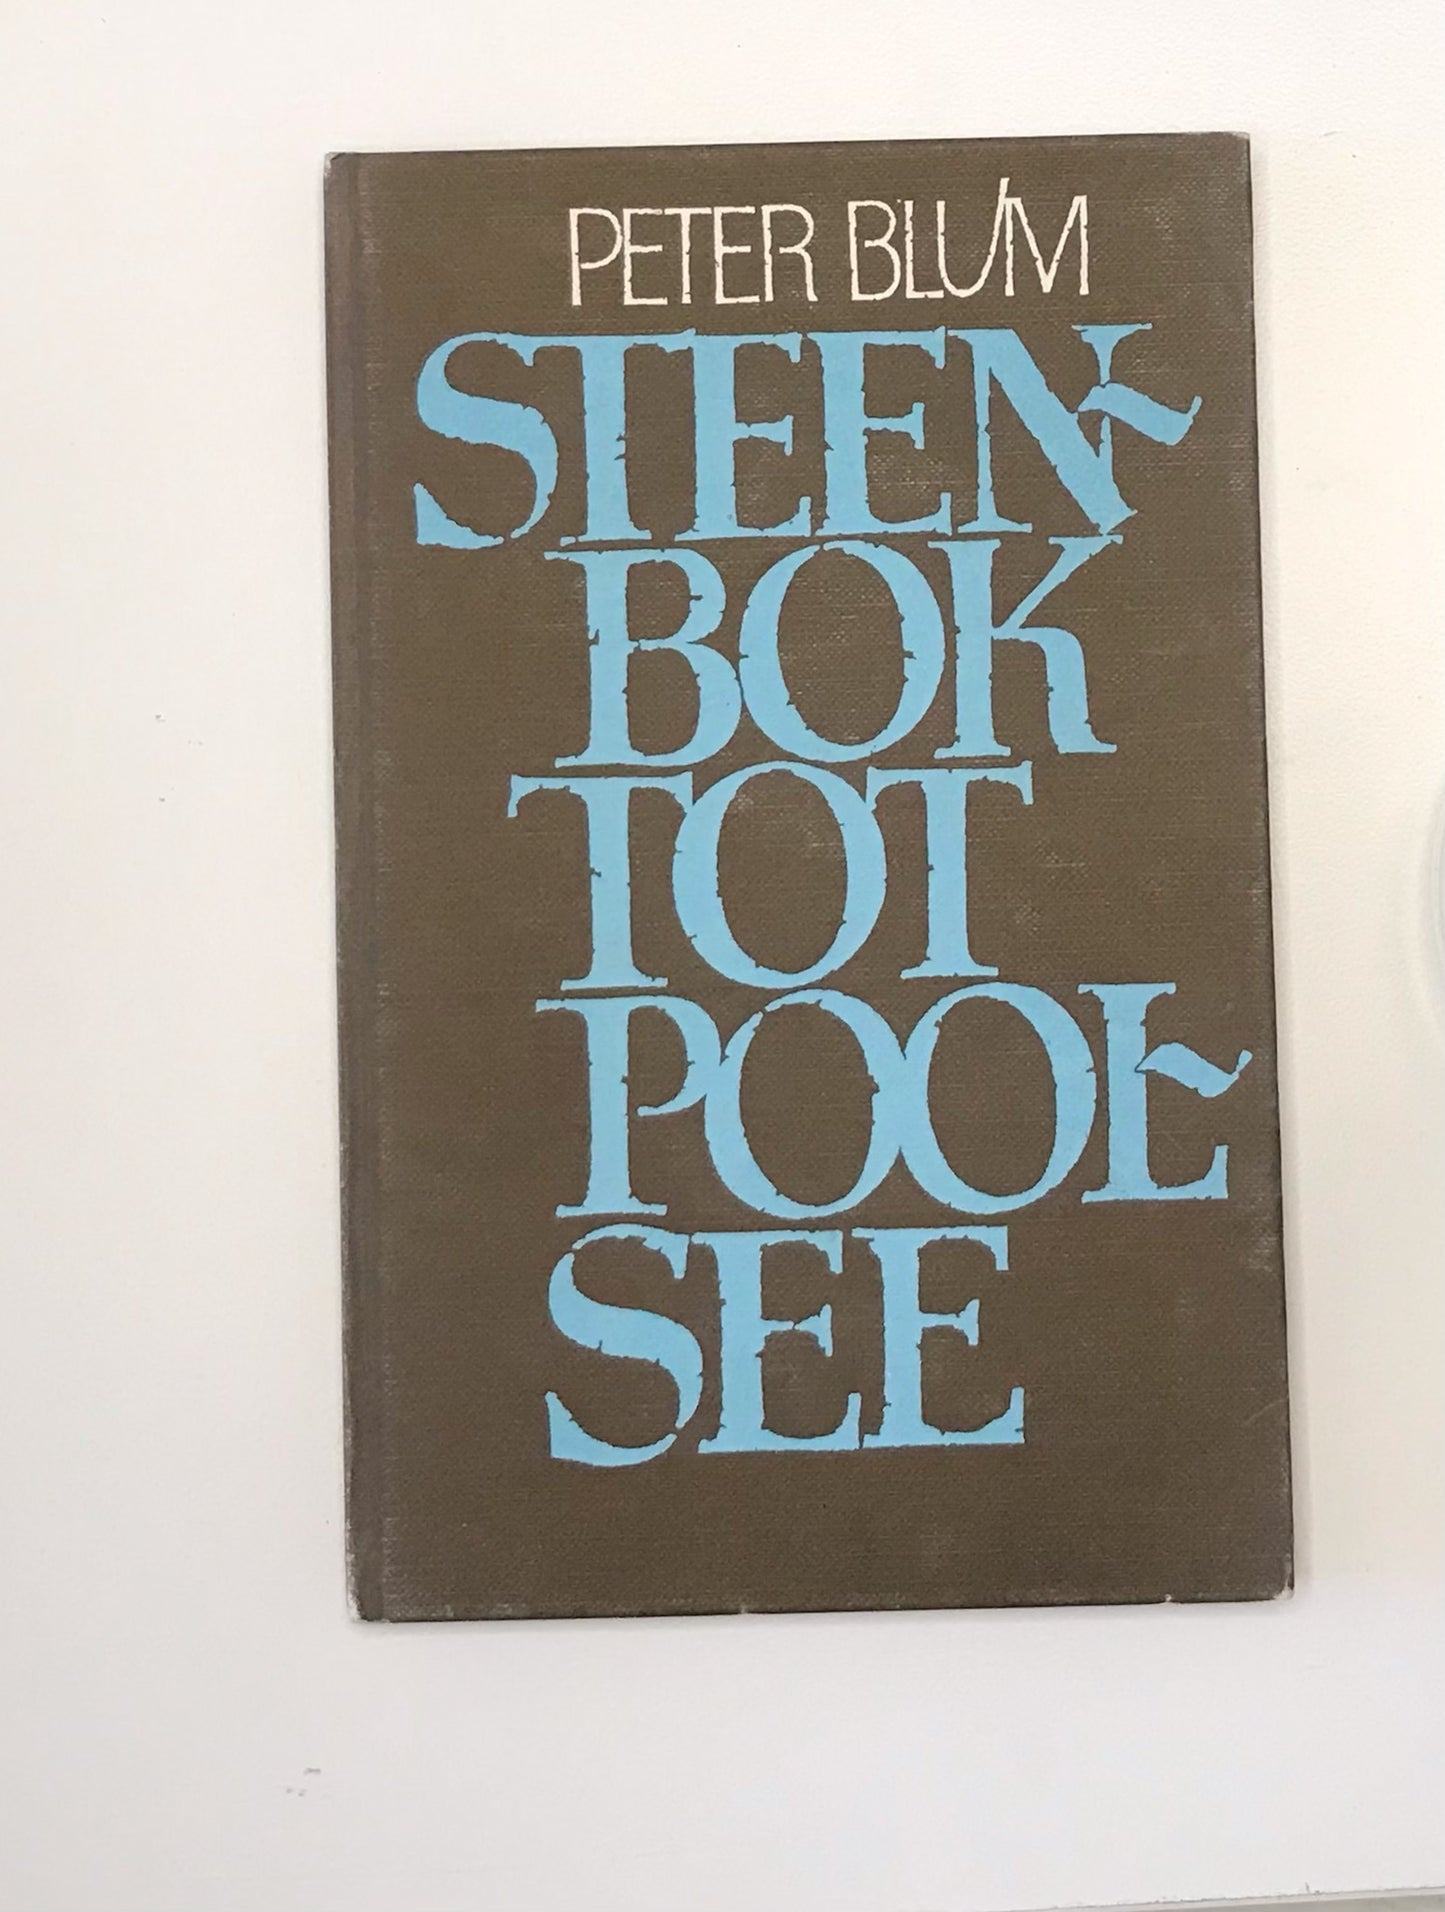 PETER BLUM
STEEN-
BOK
TOT
POOL-
SEE